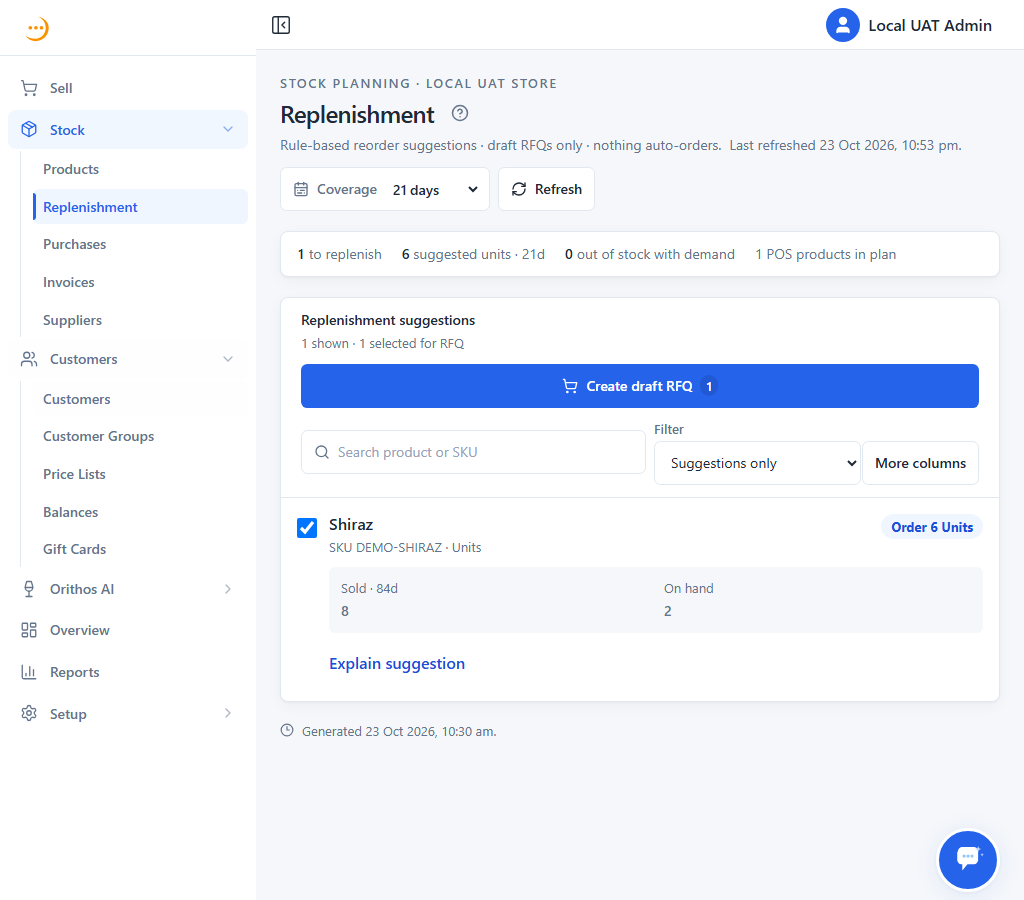 Local UAT Admin
Sell
Stock
Products
Replenishment
Purchases
Invoices
Suppliers
Customers
Customers
Customer Groups
Price Lists
Balances
Gift Cards
Orithos AI
Overview
Reports
Setup
STOCK PLANNING · LOCAL UAT STORE
Replenishment
Rule-based reorder suggestions · draft RFQs only · nothing auto-orders. Last refreshed 23 Oct 2026, 10:53 pm.
Coverage 21 days Refresh
1 to replenish 6 suggested units · 21d 0 out of stock with demand 1 POS products in plan
Replenishment suggestions
1 shown · 1 selected for RFQ
Create draft RFQ 1
Filter
Search product or SKU Suggestions only More columns
Shiraz Order 6 Units
SKU DEMO-SHIRAZ · Units
Sold · 84d On hand
8 2
Explain suggestion
Generated 23 Oct 2026, 10:30 am.